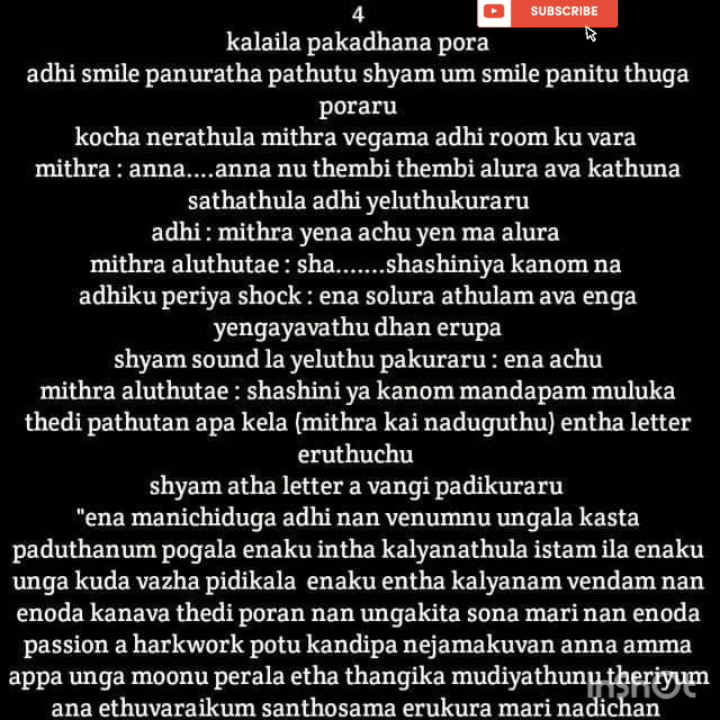 4
SUBSCRIBE
kalaila pakadhana pora
adhi smile panuratha pathutu shyam um smile panitu thuga
poraru
kocha nerathula mithra vegama adhi room ku vara
mithra : anna....anna nu thembi thembi alura ava kathuna
sathathula adhi yeluthukuraru
adhi : mithra yena achu yen ma alura
mithra aluthutae : sha.......shashiniya kanom na
adhiku periya shock : ena solura athulam ava enga
yengayavathu dhan erupa
shyam sound la yeluthu pakuraru : ena achu
mithra aluthutae : shashini ya kanom mandapam muluka
thedi pathutan apa kela (mithra kai naduguthu) entha letter
eruthuchu
shyam atha letter a vangi padikuraru
"ena manichiduga adhi nan venumnu ungala kasta
paduthanum pogala enaku intha kalyanathula istam ila enaku
unga kuda vazha pidikala enaku entha kalyanam vendam nan
enoda kanava thedi poran nan ungakita sona mari nan enoda
passion a harkwork potu kandipa nejamakuvan anna amma
appa unga moonu perala etha thangika mudiyathunu theriyum
ana ethuvaraikum santhosama erukura mari nadichan
InShOt